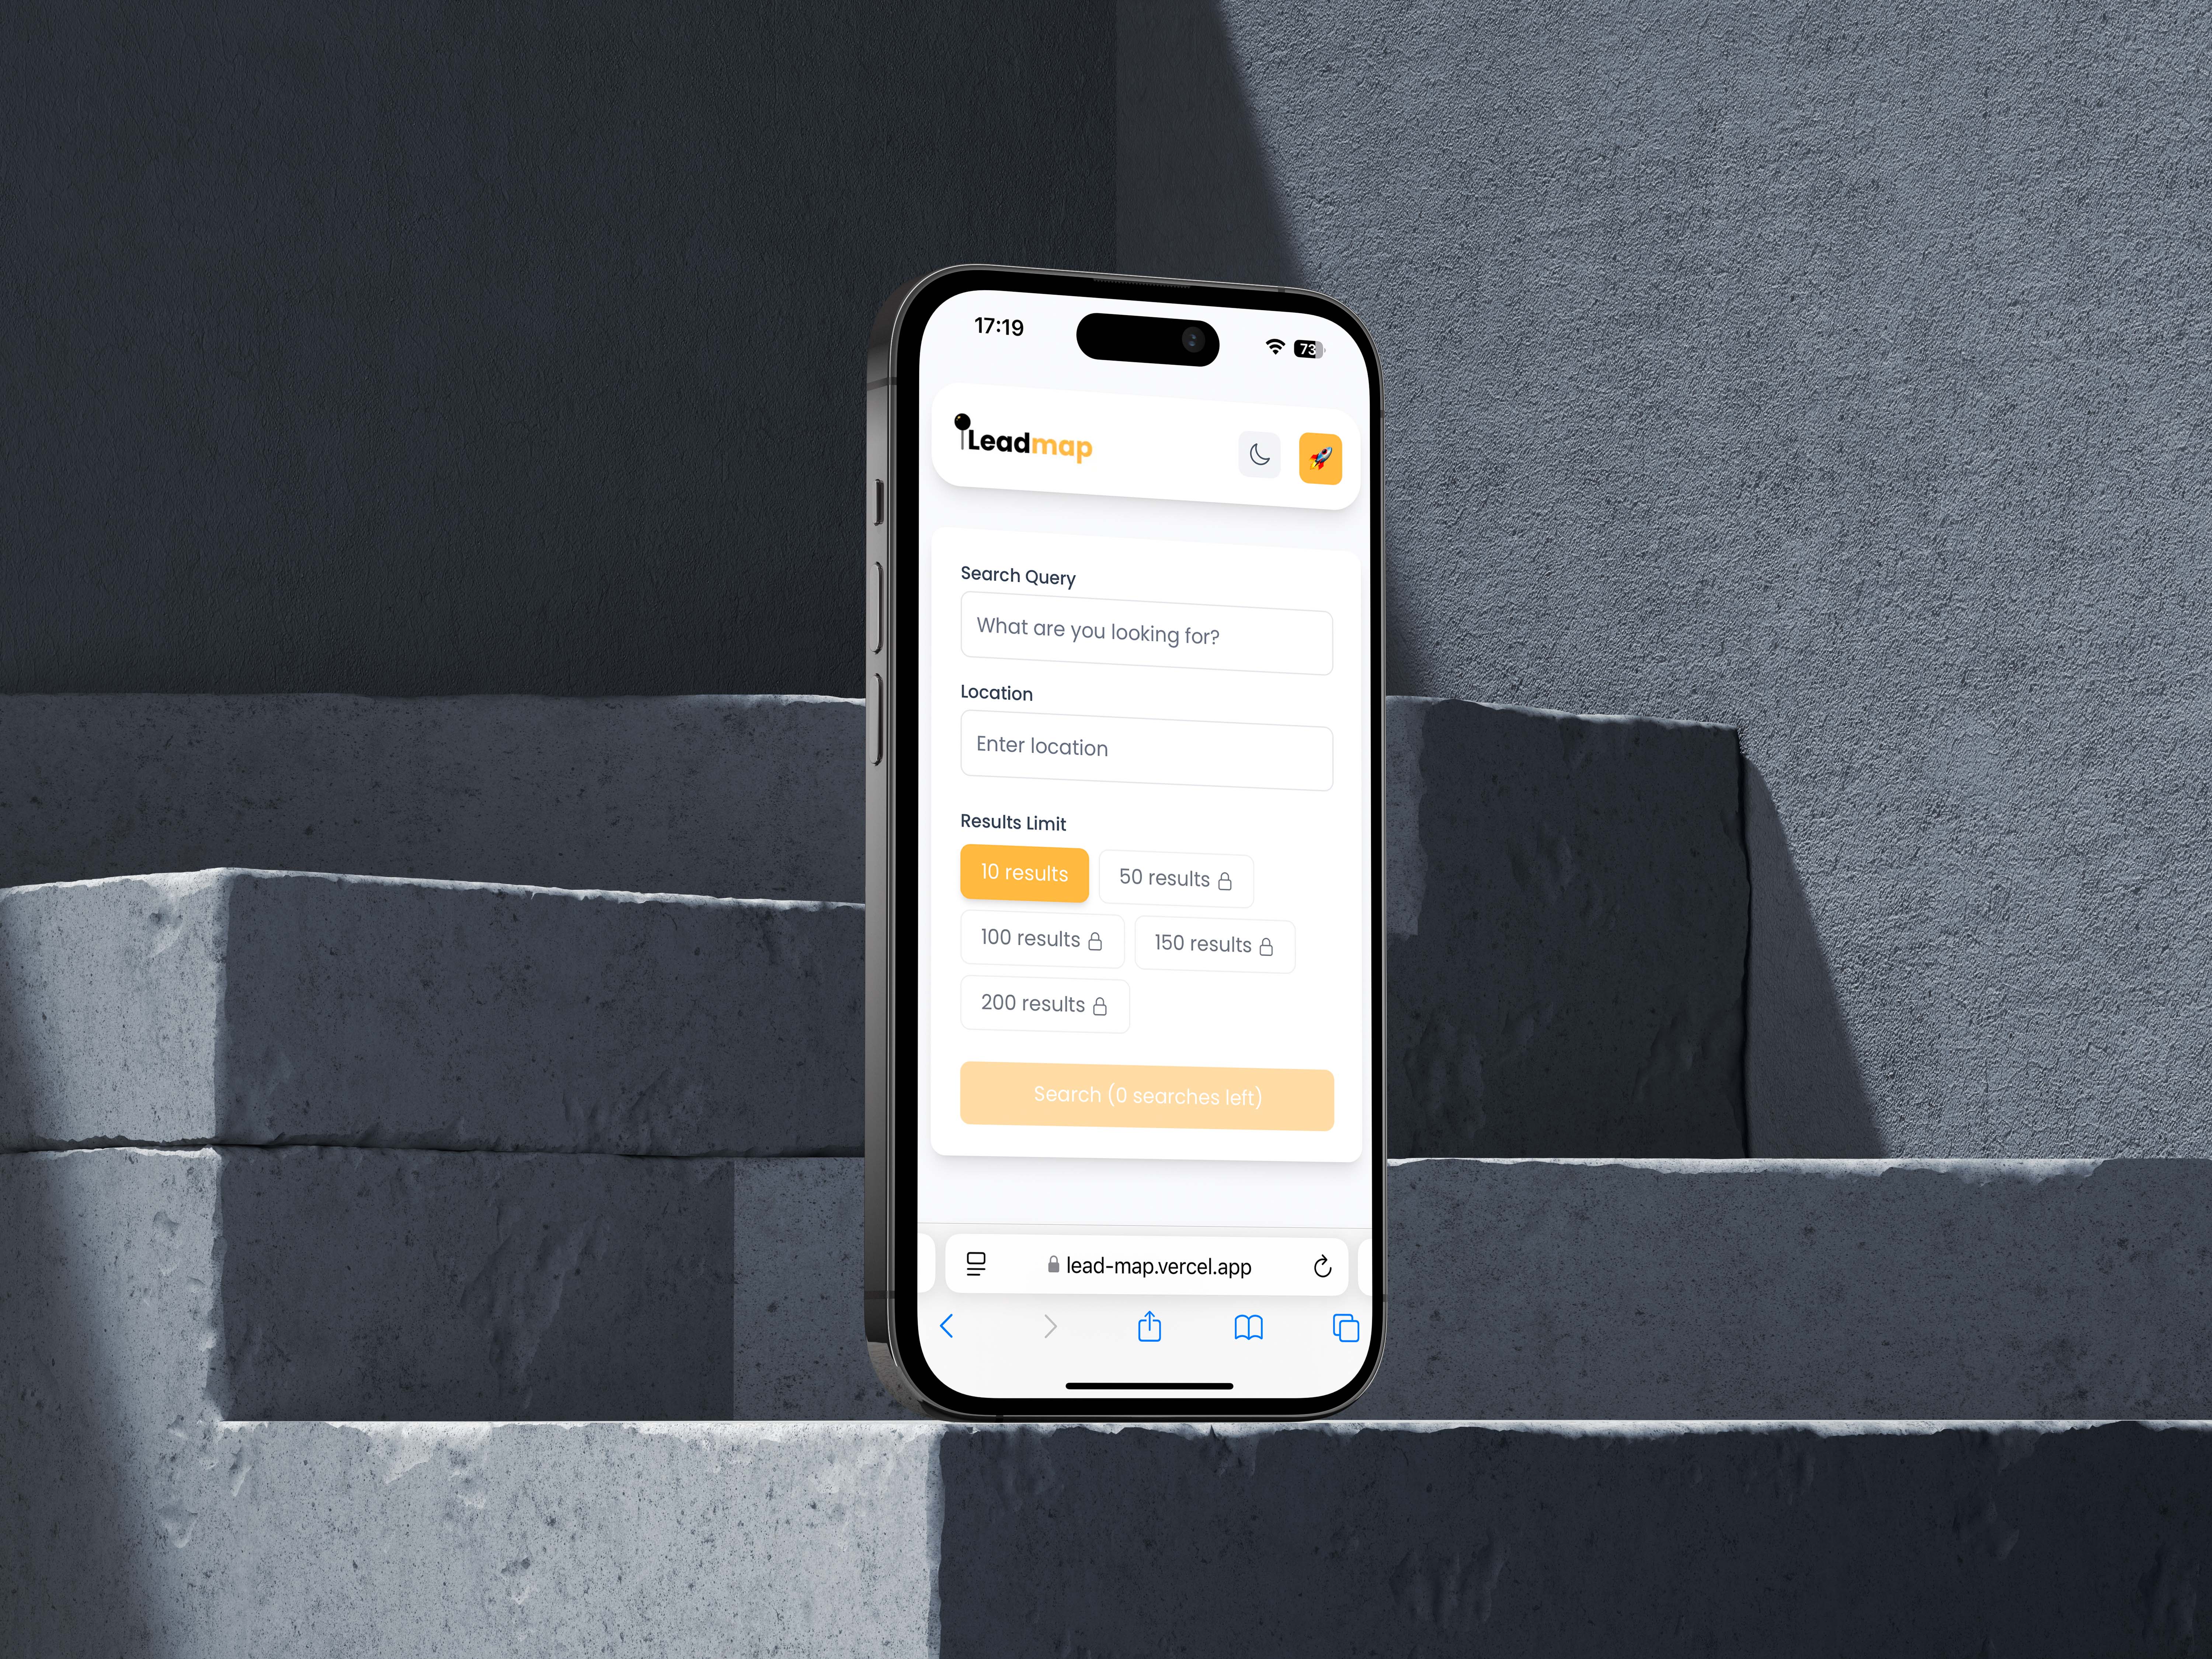 17:19
73
Leadmap
Search Query
What are you looking for?
Location
Enter location
Results Limit
10 results
50 results
100 results
150 results
200 results
Search (0 searches left)
lead-map.vercel.app